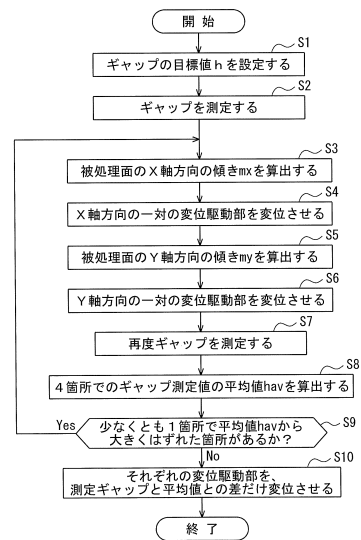 開 始
S1
ギャップの目標値hを設定する
S2
ギャップを測定する
S3
被処理面のX軸方向の傾きmxを算出する
S4
X軸方向の一対の変位駆動部を変位させる
S5
被処理面のY軸方向の傾きmyを算出する
S6
Y軸方向の一対の変位駆動部を変位させる
S7
再度ギャップを測定する
S8
4箇所でのギャップ測定値の平均値havを算出する
S9
Yes
少なくとも1箇所で平均値havから
大きくはずれた箇所があるか?
No
S10
それぞれの変位駆動部を、
測定ギャップと平均値との差だけ変位させる
終 了